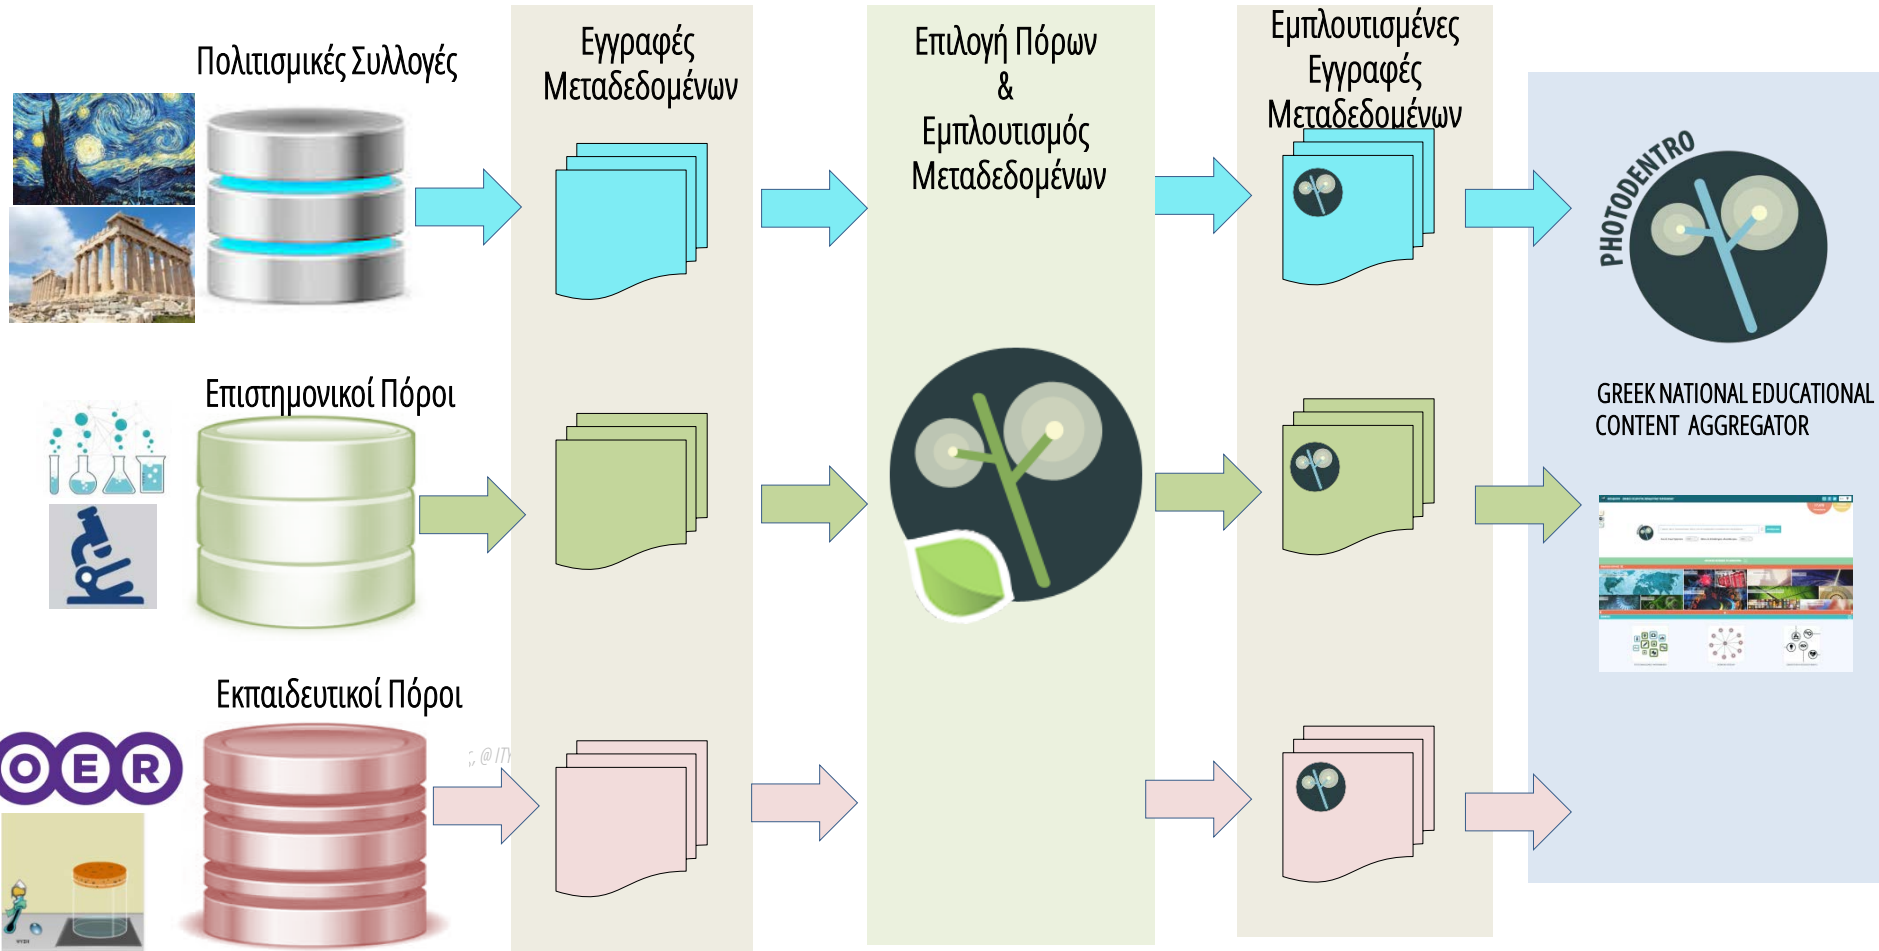 Πολιτισμικές Συλλογές
Εγγραφές
Μεταδεδομένων
Επιλογή Πόρων
&
Εμπλουτισμός
Μεταδεδομένων
Εμπλουτισμένες
Εγγραφές
Μεταδεδομένων
PHOTODENTRO
Επιστημονικοί Πόροι
GREEK NATIONAL EDUCATIONAL
CONTENT AGGREGATOR
Εκπαιδευτικοί Πόροι
OER